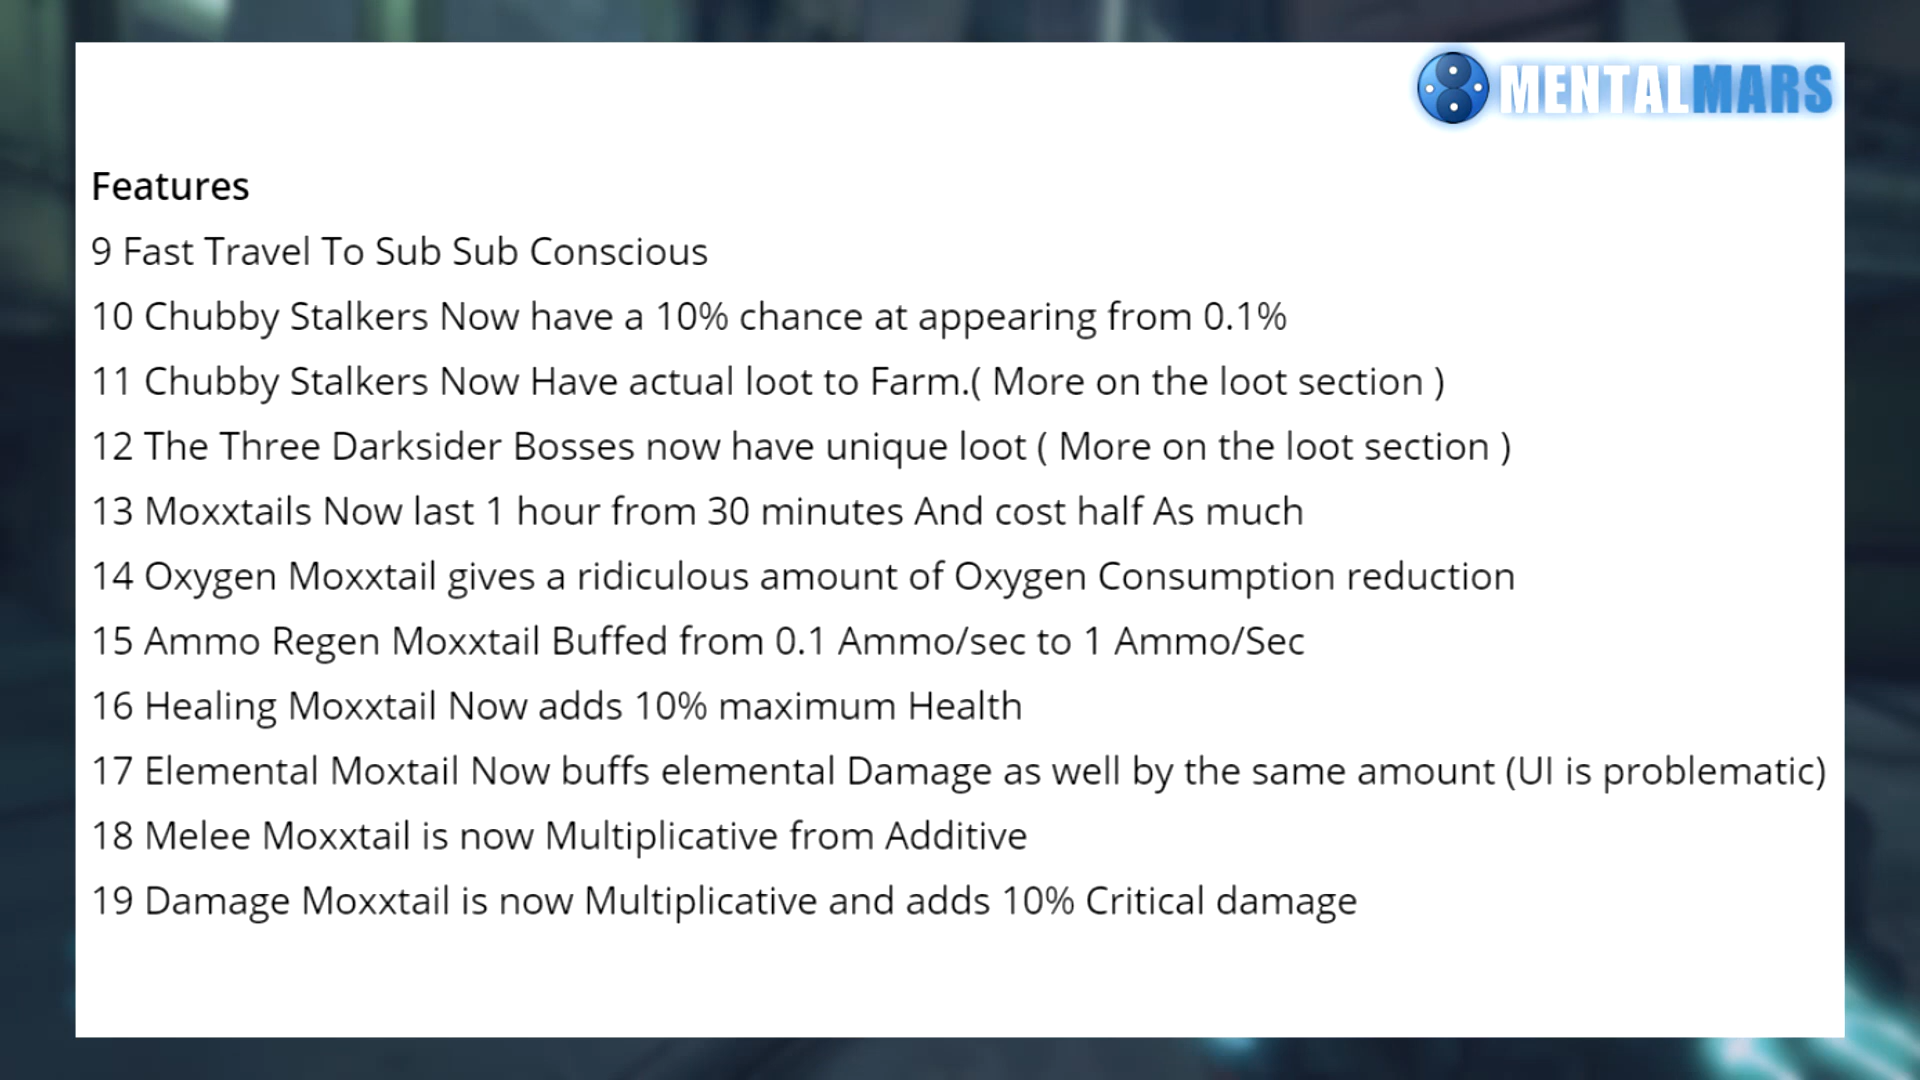 MENTALMARS
Features
9 Fast Travel To Sub Sub Conscious
10 Chubby Stalkers Now have a 10% chance at appearing from 0.1%
11 Chubby Stalkers Now Have actual loot to Farm.( More on the loot section )
12 The Three Darksider Bosses now have unique loot ( More on the loot section )
13 Moxxtails Now last 1 hour from 30 minutes And cost half As much
14 Oxygen Moxxtail gives a ridiculous amount of Oxygen Consumption reduction
15 Ammo Regen Moxxtail Buffed from 0.1 Ammo/sec to 1 Ammo/Sec
16 Healing Moxxtail Now adds 10% maximum Health
17 Elemental Moxtail Now buffs elemental Damage as well by the same amount (UI is problematic)
18 Melee Moxxtail is now Multiplicative from Additive
19 Damage Moxxtail is now Multiplicative and adds 10% Critical damage